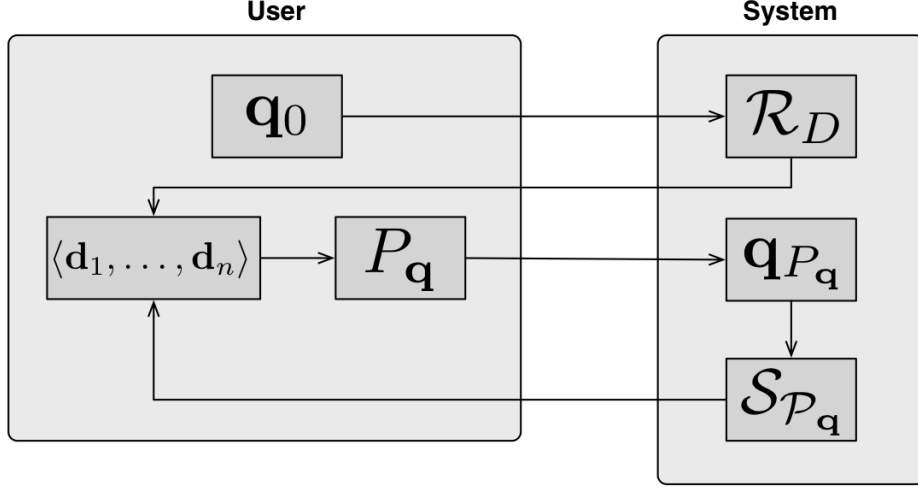 User
System
𝐪₀
ℛ_D
⟨𝐝₁, . . . , 𝐝ₙ⟩
P_𝐪
𝐪_{P_𝐪}
𝒮_{𝒫_𝐪}